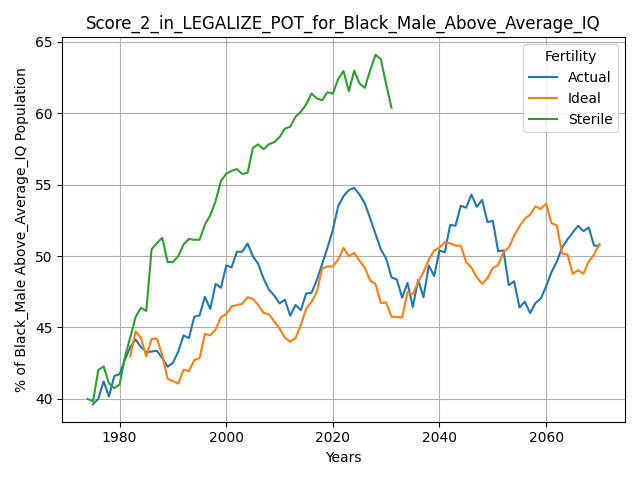 Score_2_in_LEGALIZE_POT_for_Black_Male_Above_Average_IQ
% of Black_Male Above_Average_IQ Population
65
60
55
50
45
40
Fertility
Actual
Ideal
Sterile
1980
2000
2020
2040
2060
Years